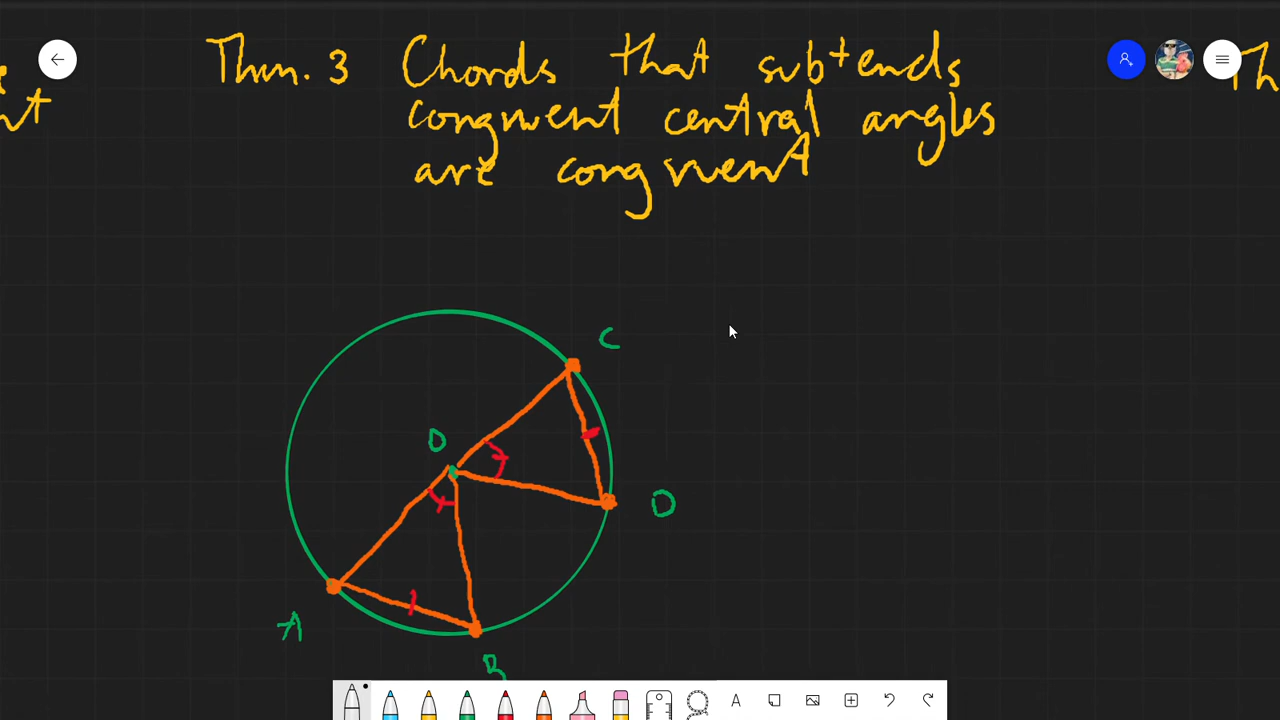 Thm. 3 Chords that subtends
congruent central angles
are congruent
C
O
D
A
B
A